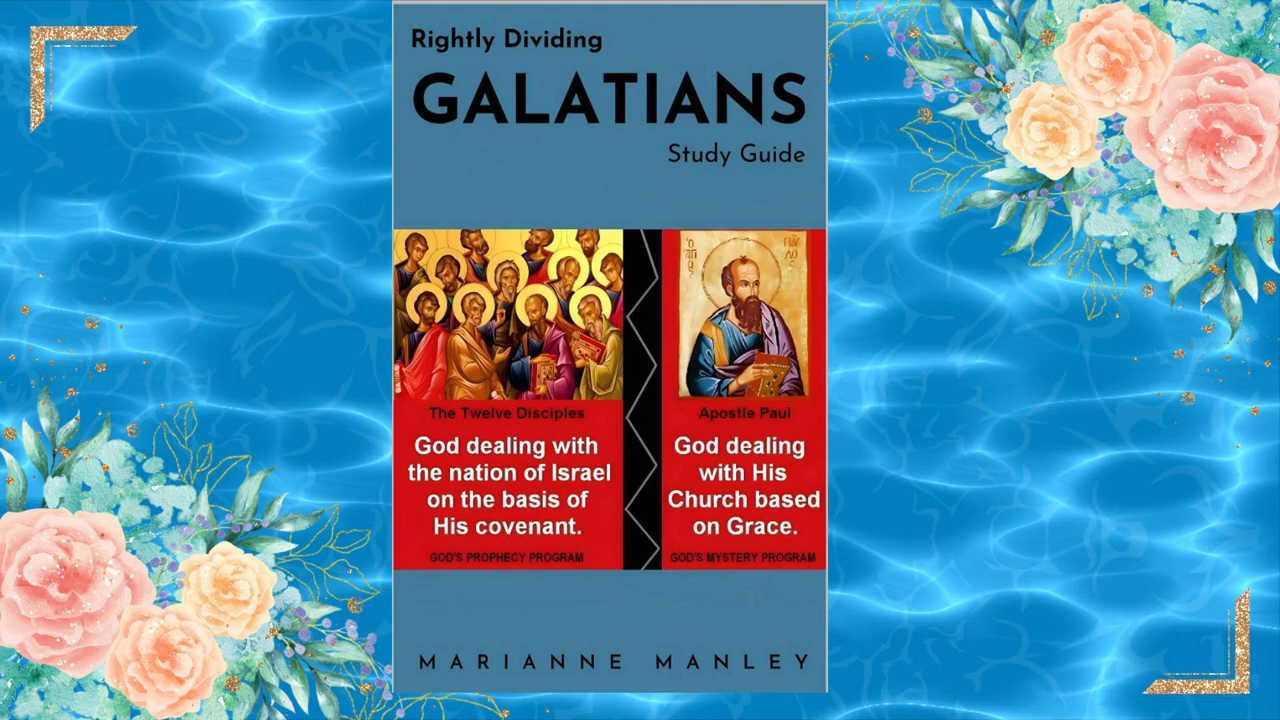 Rightly Dividing
GALATIANS
Study Guide
Ὁ
ΠΑῦ
ΛΟ
ς
The Twelve Disciples
God dealing with
the nation of Israel
on the basis of
His covenant.
GOD'S PROPHECY PROGRAM
Apostle Paul
God dealing
with His
Church based
on Grace.
GOD'S MYSTERY PROGRAM
MARIANNE MANLEY